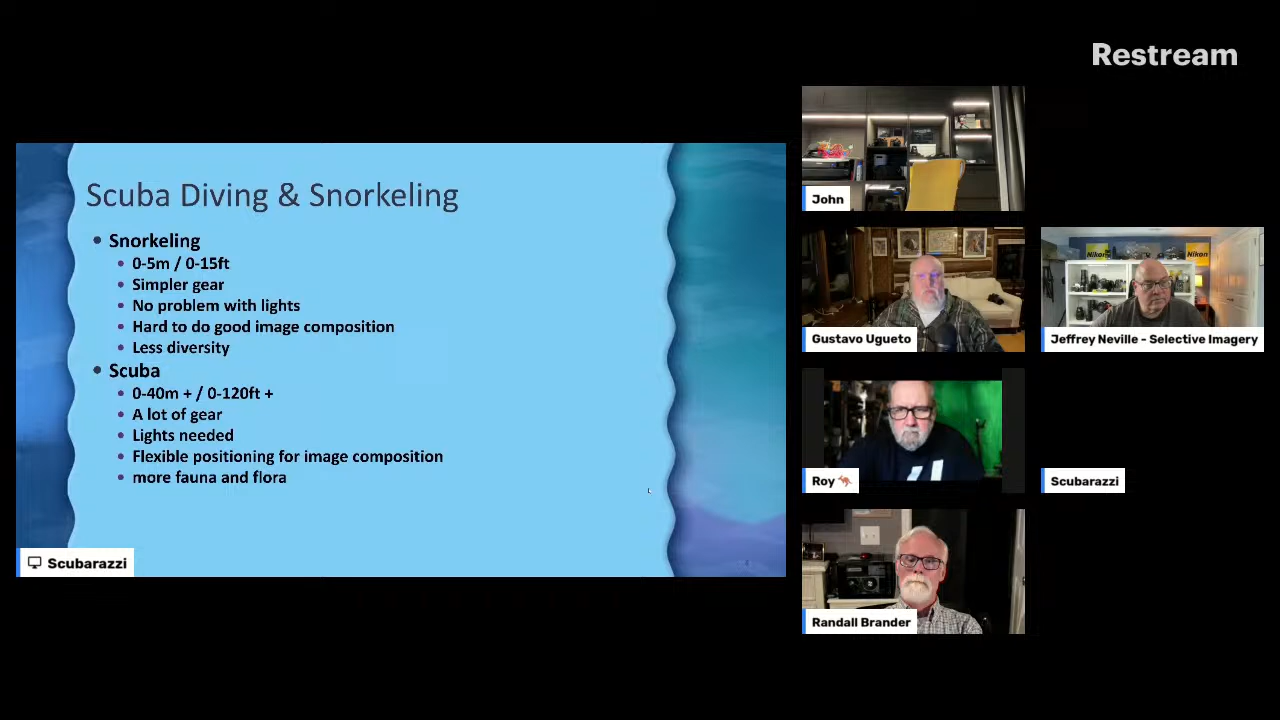 Restream
Scuba Diving & Snorkeling
Snorkeling
0-5m / 0-15ft
Simpler gear
No problem with lights
Hard to do good image composition
Less diversity
Scuba
0-40m + / 0-120ft +
A lot of gear
Lights needed
Flexible positioning for image composition
more fauna and flora
Scubarazzi
John
Gustavo Ugueto
Nikon
Nikon
Jeffrey Neville - Selective Imagery
Roy 🦘
Scubarazzi
Randall Brander